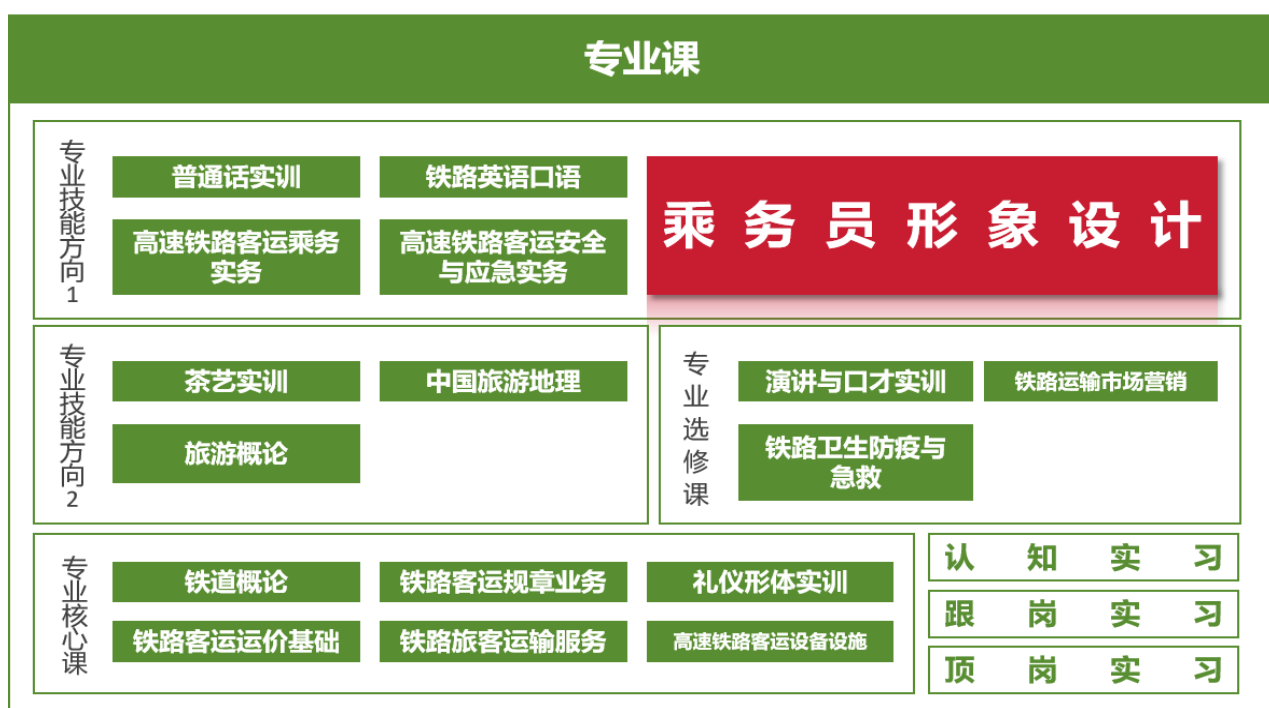 专业课
专业技能方向1
普通话实训
铁路英语口语
高速铁路客运乘务
实务
高速铁路客运安全
与应急实务
乘务员形象设计
专业技能方向2
茶艺实训
中国旅游地理
旅游概论
专业选修课
演讲与口才实训
铁路运输市场营销
铁路卫生防疫与
急救
专业核心课
铁道概论
铁路客运规章业务
礼仪形体实训
铁路客运运价基础
铁路旅客运输服务
高速铁路客运设备设施
认知实习
跟岗实习
顶岗实习